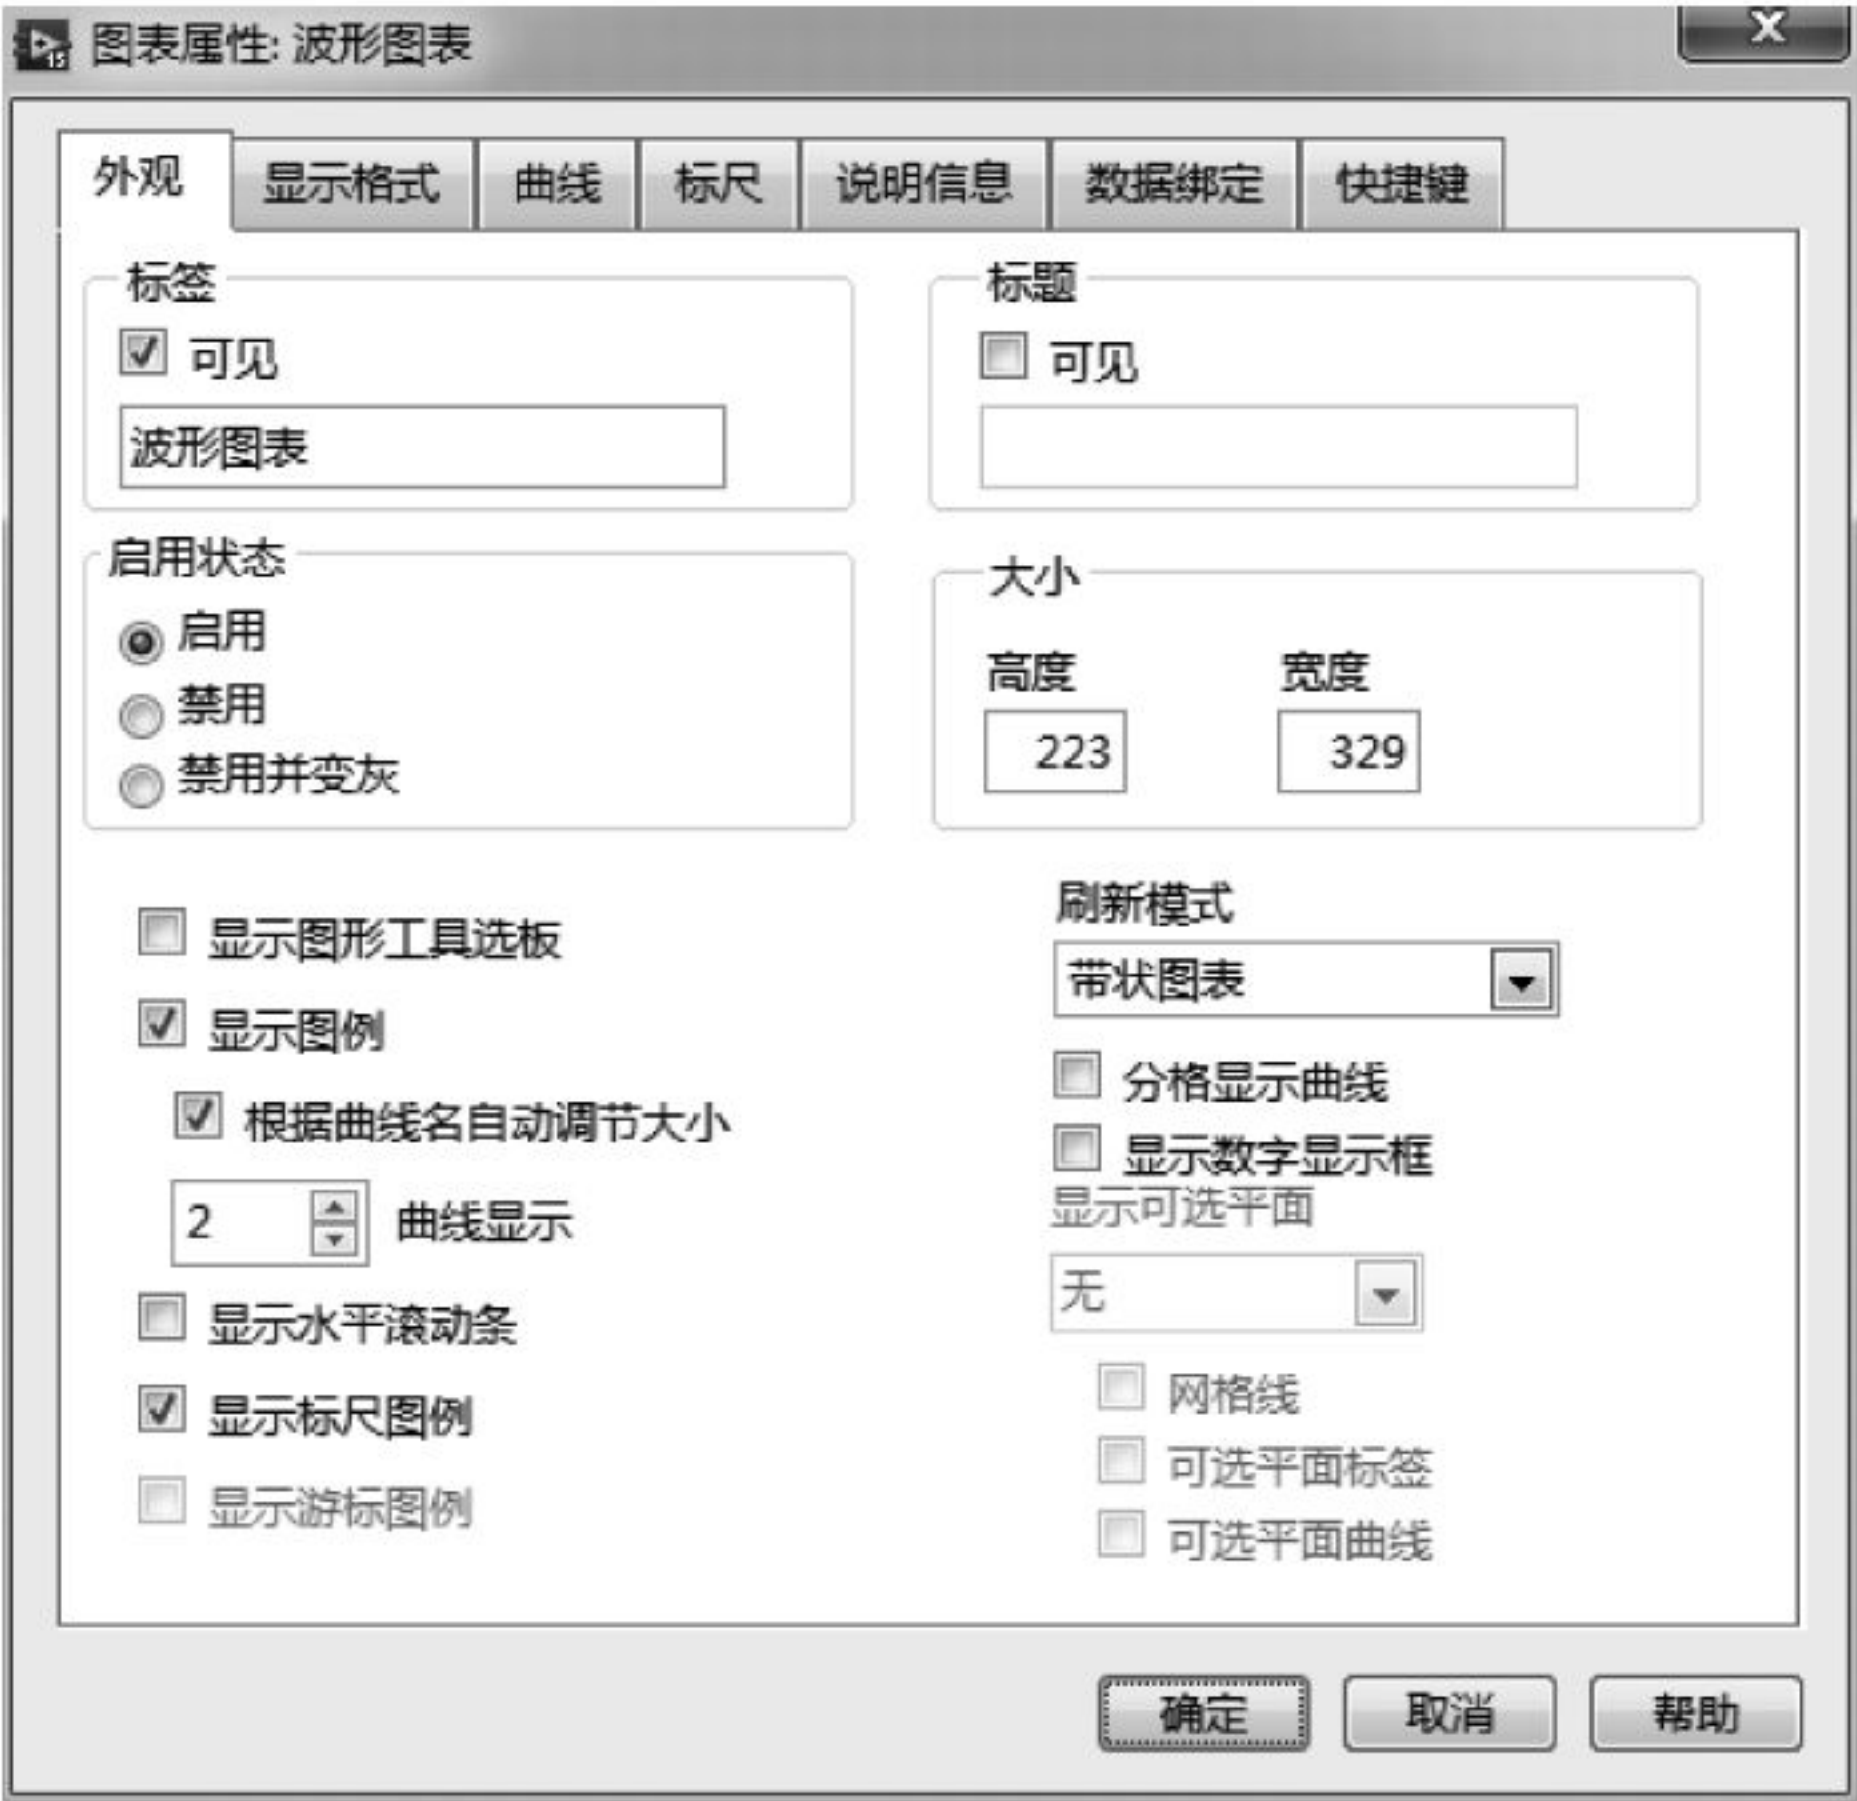 图表属性: 波形图表
外观 显示格式 曲线 标尺 说明信息 数据绑定 快捷键
标签
可见
波形图表
标题
可见
启用状态
启用
禁用
禁用并变灰
大小
高度 宽度
223 329
显示图形工具选板
显示图例
根据曲线名自动调节大小
2 曲线显示
显示水平滚动条
显示标尺图例
显示游标图例
刷新模式
带状图表
分格显示曲线
显示数字显示框
显示可选平面
无
网格线
可选平面标签
可选平面曲线
确定 取消 帮助